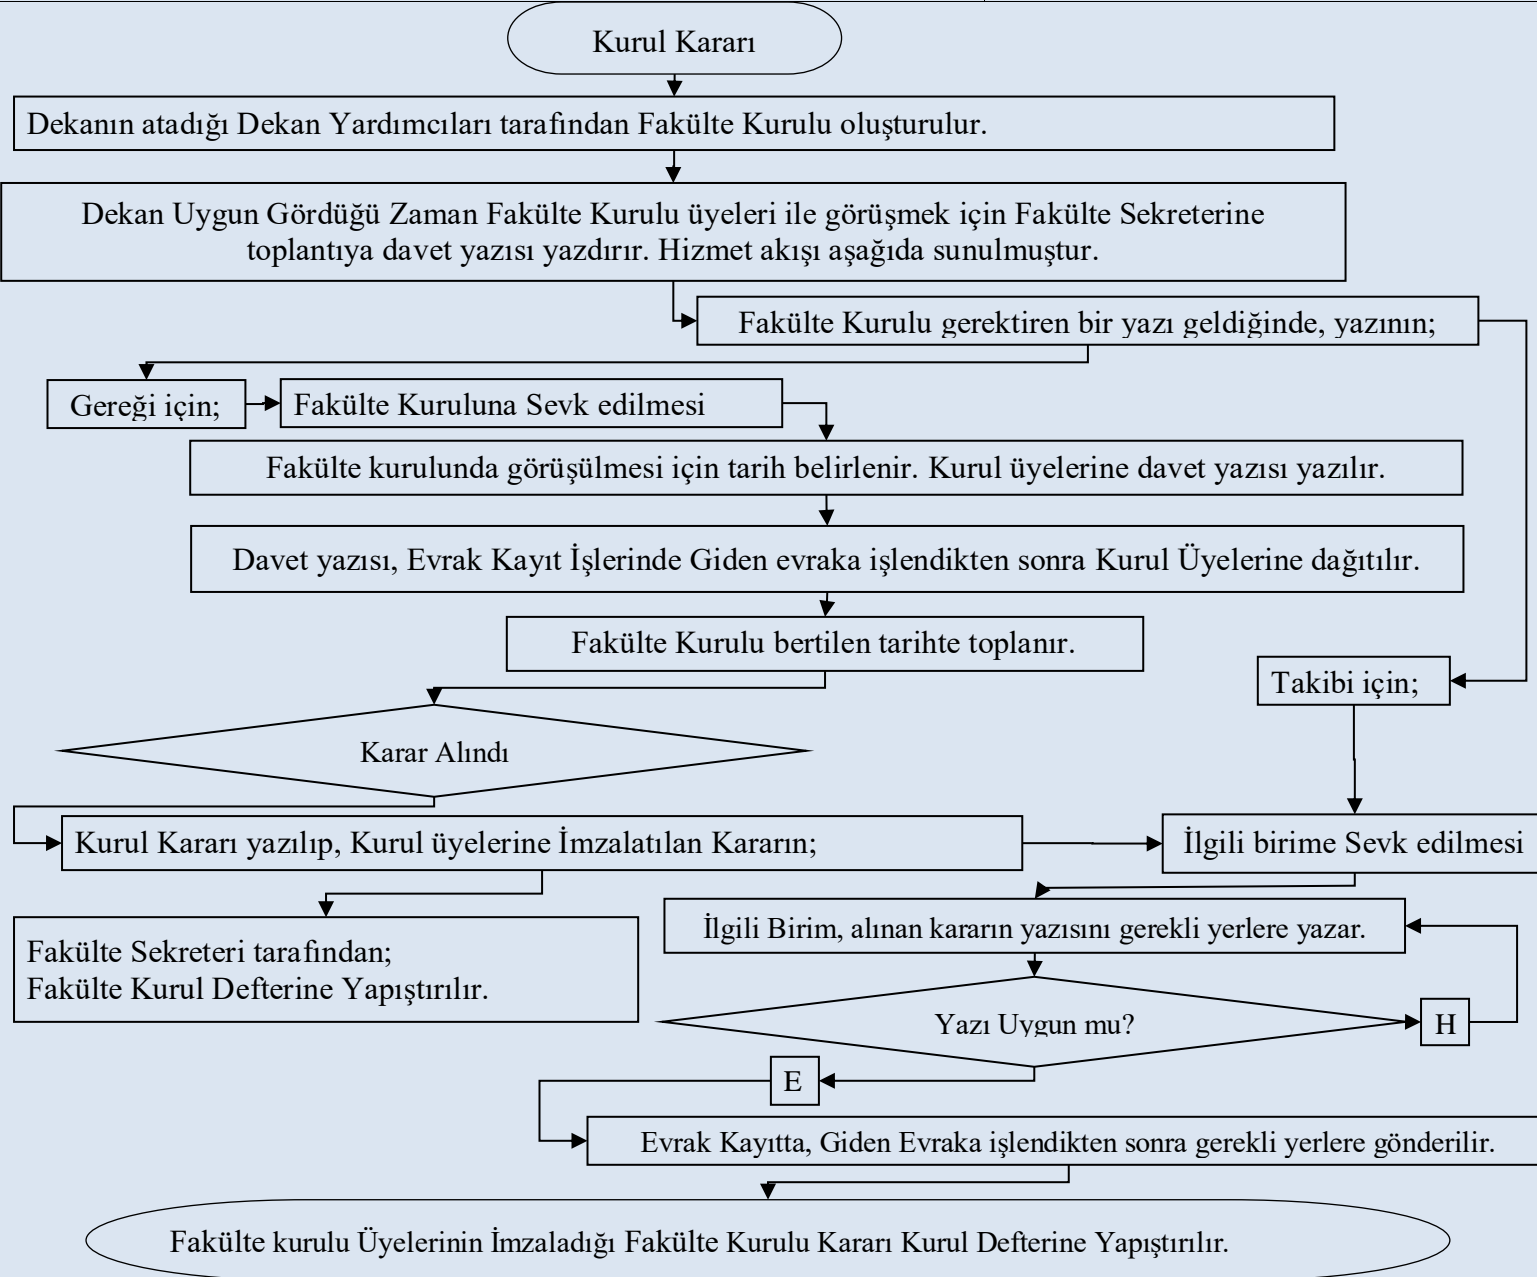 Kurul Kararı
Dekanın atadığı Dekan Yardımcıları tarafından Fakülte Kurulu oluşturulur.
Dekan Uygun Gördüğü Zaman Fakülte Kurulu üyeleri ile görüşmek için Fakülte Sekreterine
toplantıya davet yazısı yazdırır. Hizmet akışı aşağıda sunulmuştur.
Fakülte Kurulu gerektiren bir yazı geldiğinde, yazının;
Gereği için;
Fakülte Kuruluna Sevk edilmesi
Fakülte kurulunda görüşülmesi için tarih belirlenir. Kurul üyelerine davet yazısı yazılır.
Davet yazısı, Evrak Kayıt İşlerinde Giden evraka işlendikten sonra Kurul Üyelerine dağıtılır.
Fakülte Kurulu bertilen tarihte toplanır.
Takibi için;
Karar Alındı
Kurul Kararı yazılıp, Kurul üyelerine İmzalatılan Kararın;
İlgili birime Sevk edilmesi
Fakülte Sekreteri tarafından;
Fakülte Kurul Defterine Yapıştırılır.
İlgili Birim, alınan kararın yazısını gerekli yerlere yazar.
Yazı Uygun mu?
H
E
Evrak Kayıtta, Giden Evraka işlendikten sonra gerekli yerlere gönderilir.
Fakülte kurulu Üyelerinin İmzaladığı Fakülte Kurulu Kararı Kurul Defterine Yapıştırılır.